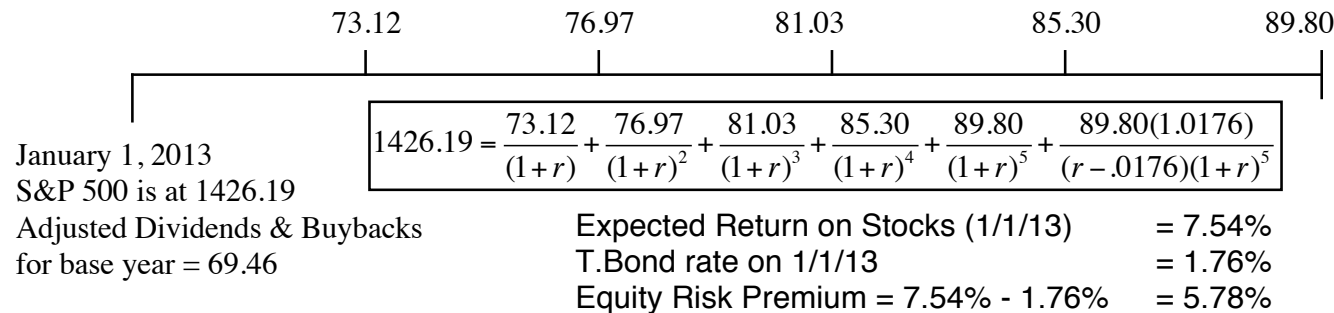 73.12 76.97 81.03 85.30 89.80
1426.19 = 73.12/(1+r) + 76.97/(1+r)^2 + 81.03/(1+r)^3 + 85.30/(1+r)^4 + 89.80/(1+r)^5 + 89.80(1.0176)/((r−.0176)(1+r)^5)
January 1, 2013
S&P 500 is at 1426.19
Adjusted Dividends & Buybacks
for base year = 69.46
Expected Return on Stocks (1/1/13) = 7.54%
T.Bond rate on 1/1/13 = 1.76%
Equity Risk Premium = 7.54% - 1.76% = 5.78%